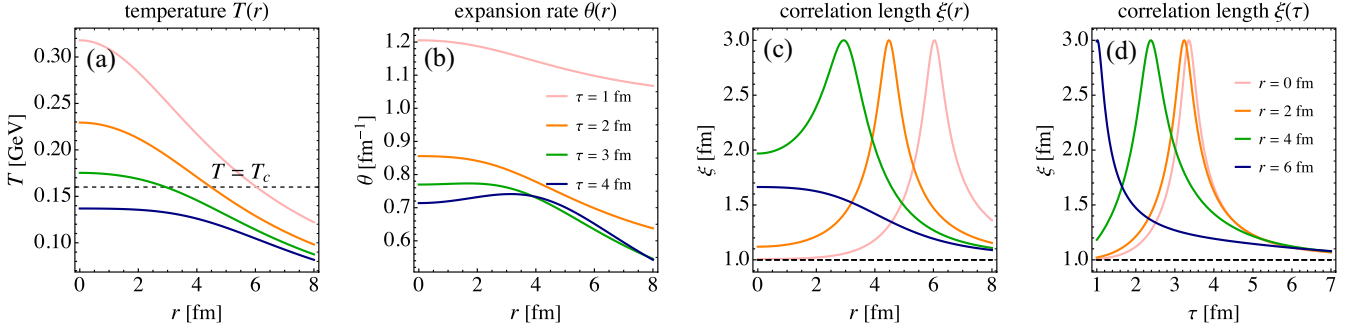 temperature T(r)
(a)
T = T_c
T [GeV]
0.30
0.25
0.20
0.15
0.10
0 2 4 6 8
r [fm]
expansion rate θ(r)
(b)
τ = 1 fm
τ = 2 fm
τ = 3 fm
τ = 4 fm
θ [fm⁻¹]
1.2
1.1
1.0
0.9
0.8
0.7
0.6
0 2 4 6 8
r [fm]
correlation length ξ(r)
(c)
ξ [fm]
3.0
2.5
2.0
1.5
1.0
0 2 4 6 8
r [fm]
correlation length ξ(τ)
(d)
r = 0 fm
r = 2 fm
r = 4 fm
r = 6 fm
ξ [fm]
3.0
2.5
2.0
1.5
1.0
1 2 3 4 5 6 7
τ [fm]